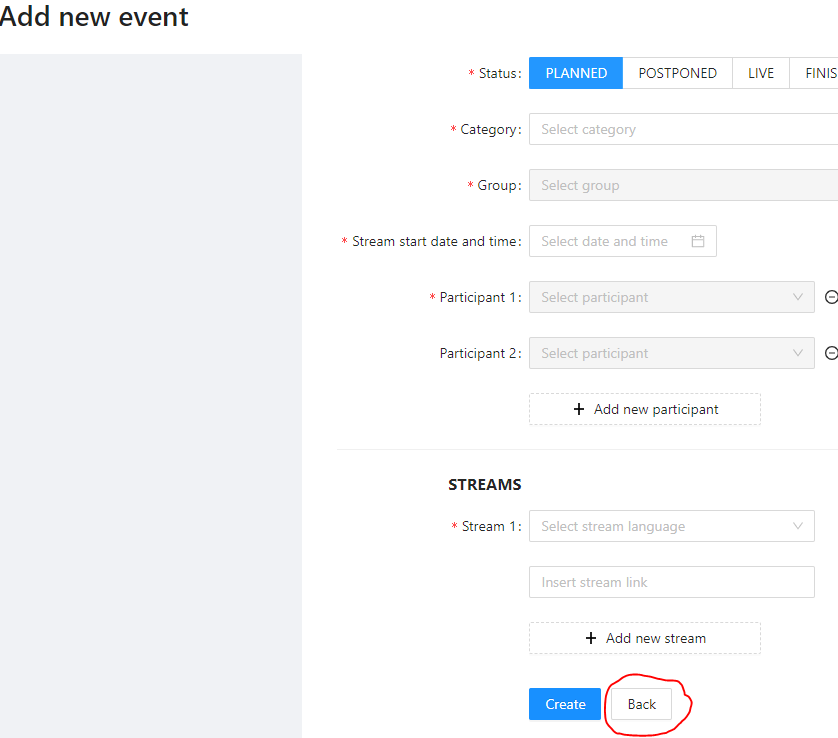 Add new event
* Status: PLANNED POSTPONED LIVE FINIS
* Category: Select category
* Group: Select group
* Stream start date and time: Select date and time
* Participant 1: Select participant
Participant 2: Select participant
+ Add new participant
STREAMS
* Stream 1: Select stream language
Insert stream link
+ Add new stream
Create Back